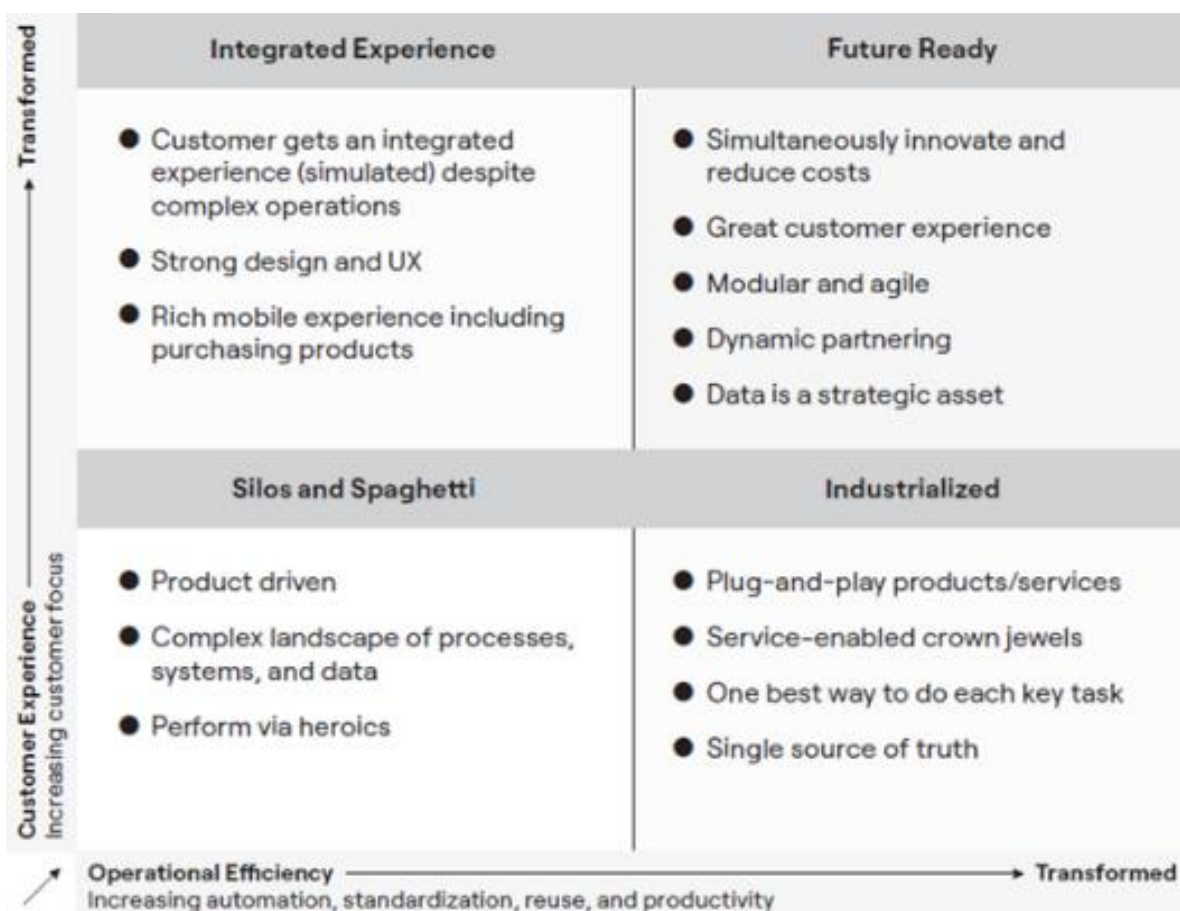 Transformed
Customer Experience
Increasing customer focus
Integrated Experience
● Customer gets an integrated
experience (simulated) despite
complex operations
● Strong design and UX
● Rich mobile experience including
purchasing products
Future Ready
● Simultaneously innovate and
reduce costs
● Great customer experience
● Modular and agile
● Dynamic partnering
● Data is a strategic asset
Silos and Spaghetti
● Product driven
● Complex landscape of processes,
systems, and data
● Perform via heroics
Industrialized
● Plug-and-play products/services
● Service-enabled crown jewels
● One best way to do each key task
● Single source of truth
Operational Efficiency
Transformed
Increasing automation, standardization, reuse, and productivity